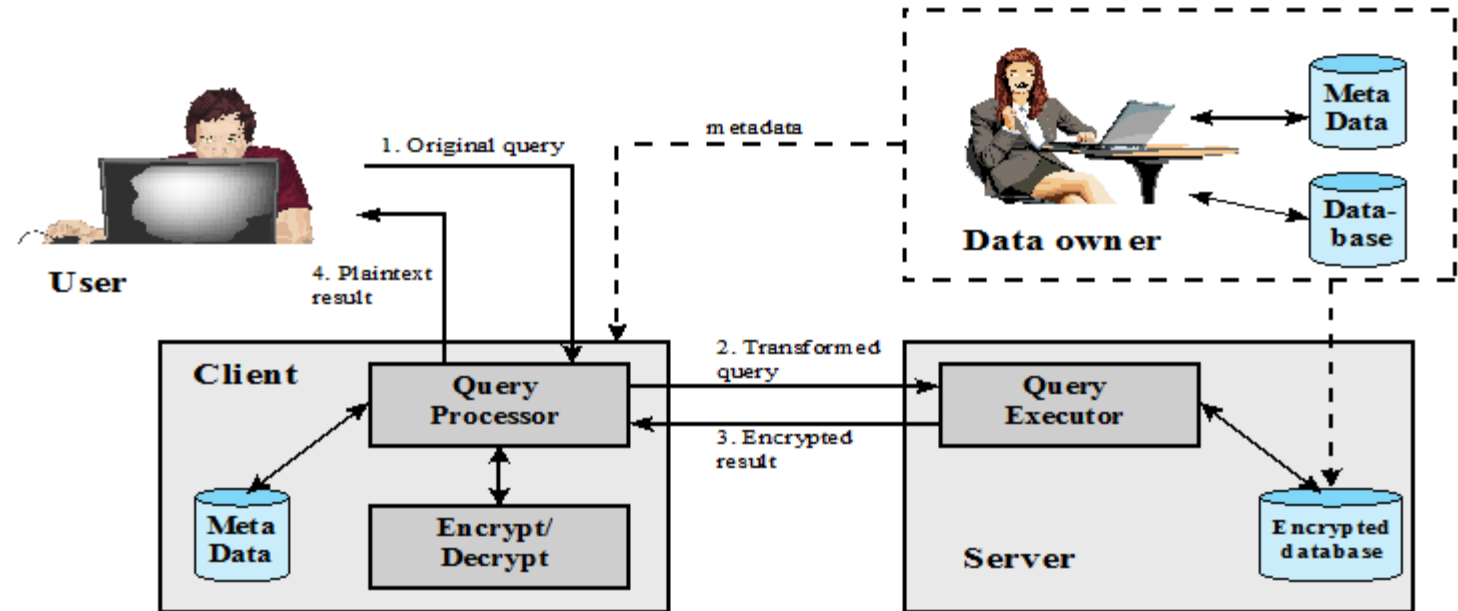 1. Original query
metadata
Meta
Data
Data-
base
Data owner
User
4. Plaintext
result
Client
2. Transformed
query
Query
Processor
Query
Executor
3. Encrypted
result
Meta
Data
Encrypt/
Decrypt
Server
Encrypted
database